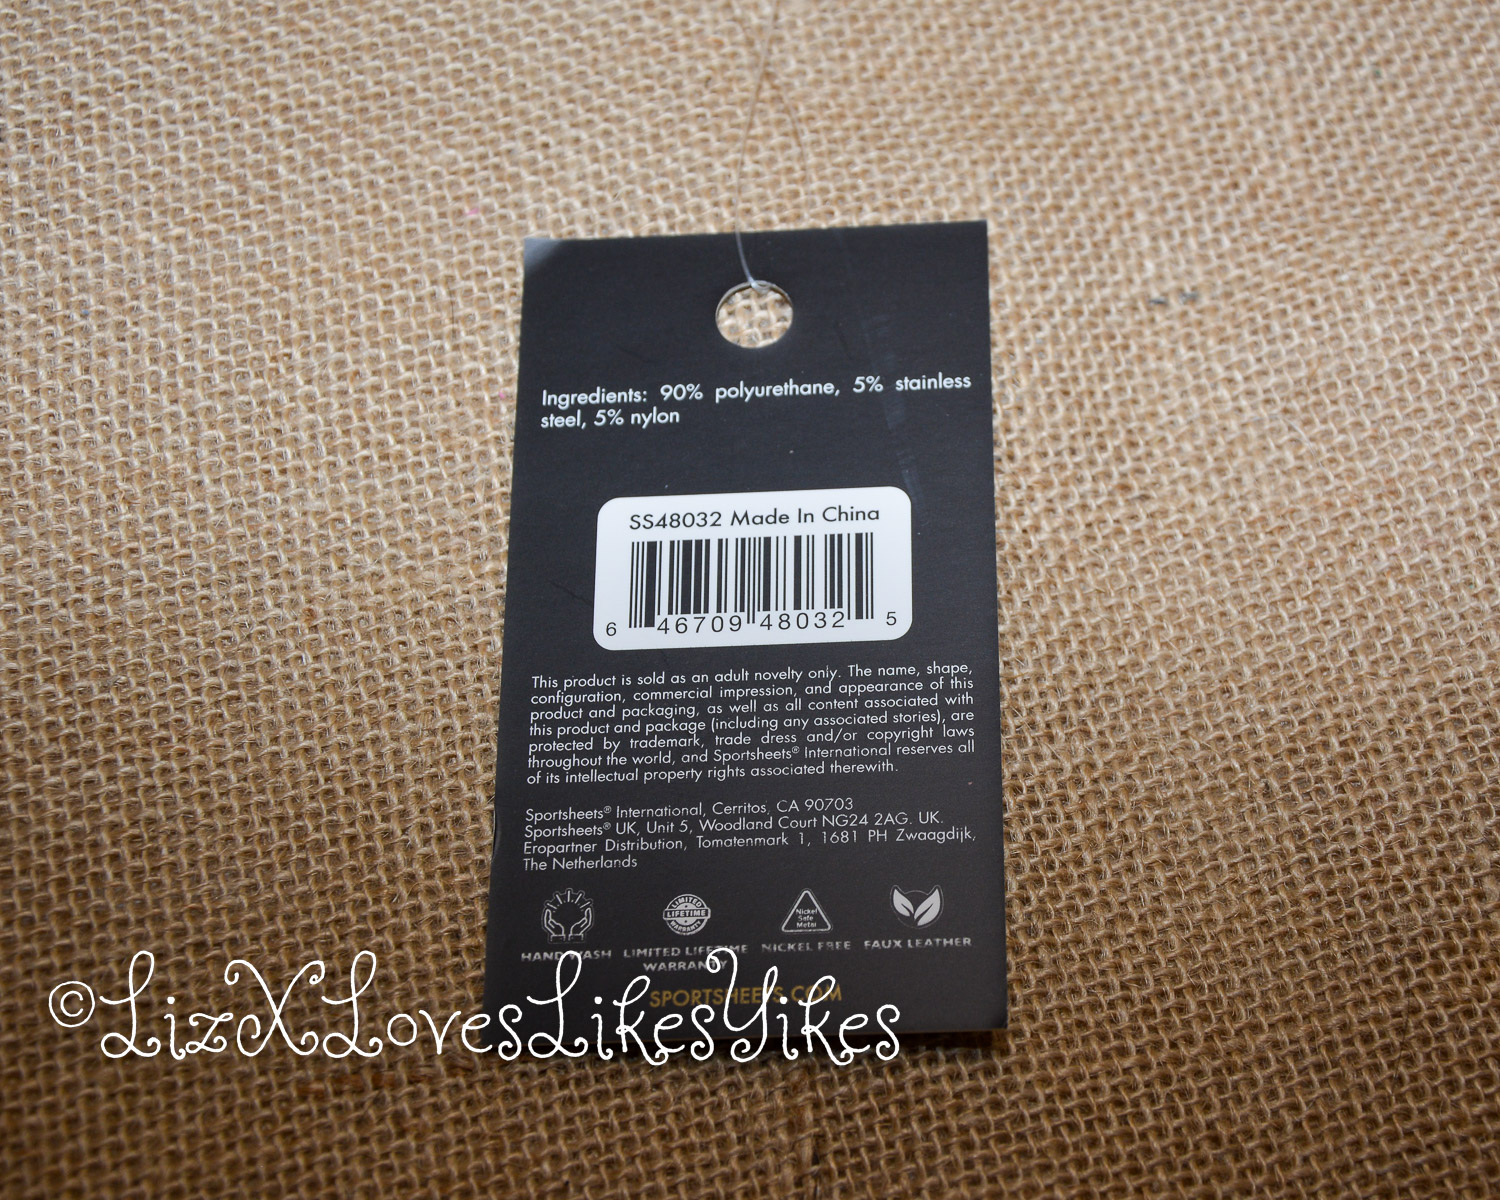 Ingredients: 90% polyurethane, 5% stainless
steel, 5% nylon
SS48032 Made In China
6 46709 48032 5
This product is sold as an adult novelty only. The name, shape,
configuration, commercial impression, and appearance of this
product and packaging, as well as all content associated with
this product and package (including any associated stories), are
protected by trademark, trade dress and/or copyright laws
throughout the world, and Sportsheets® International reserves all
of its intellectual property rights associated therewith.
Sportsheets® International, Cerritos, CA 90703
Sportsheets® UK, Unit 5, Woodland Court NG24 2AG. UK.
Eropartner Distribution, Tomatenmark 1, 1681 PH Zwaagdijk,
The Netherlands
LIMITED
LIFETIME
WARRANTY
Nickel
Safe
Metal
HAND WASH LIMITED LIFETIME NICKEL FREE FAUX LEATHER
WARRANTY
SPORTSHEETS.COM
©LizXLovesLikesYikes